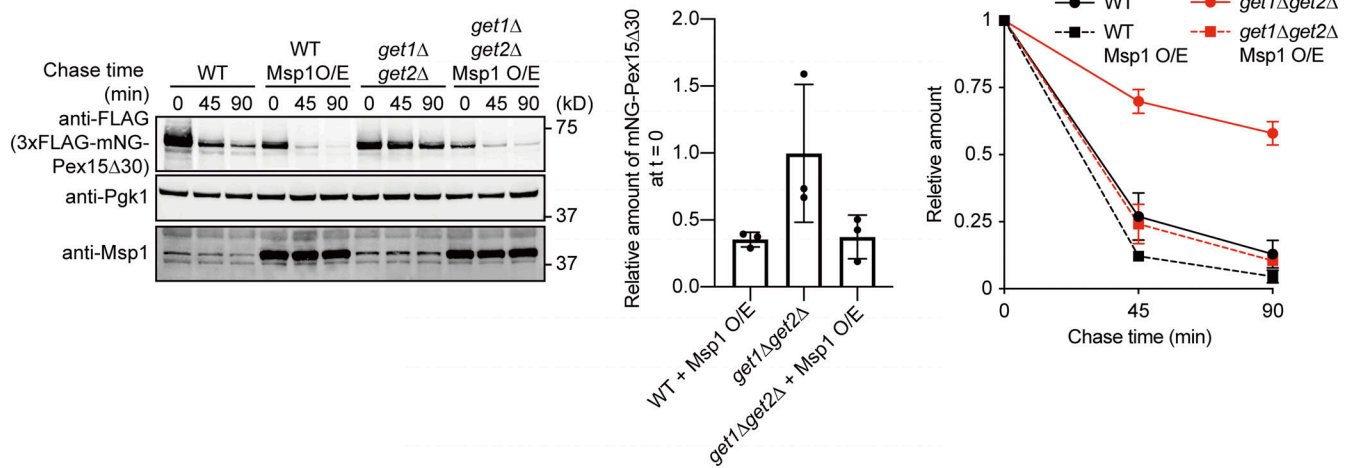 Chase time
(min)
WT
WT
Msp1O/E
get1Δ
get2Δ
get1Δ
get2Δ
Msp1 O/E
0 45 90 0 45 90 0 45 90 0 45 90 (kD)
anti-FLAG
(3xFLAG-mNG-
Pex15Δ30)
75
anti-Pgk1
37
anti-Msp1
37
Relative amount of mNG-Pex15Δ30
at t = 0
2.0
1.5
1.0
0.5
0.0
WT + Msp1 O/E
get1Δget2Δ
get1Δget2Δ + Msp1 O/E
WT
get1Δget2Δ
WT
Msp1 O/E
get1Δget2Δ
Msp1 O/E
Reletive amount
1
0.75
0.25
0
0
45
90
Chase time (min)